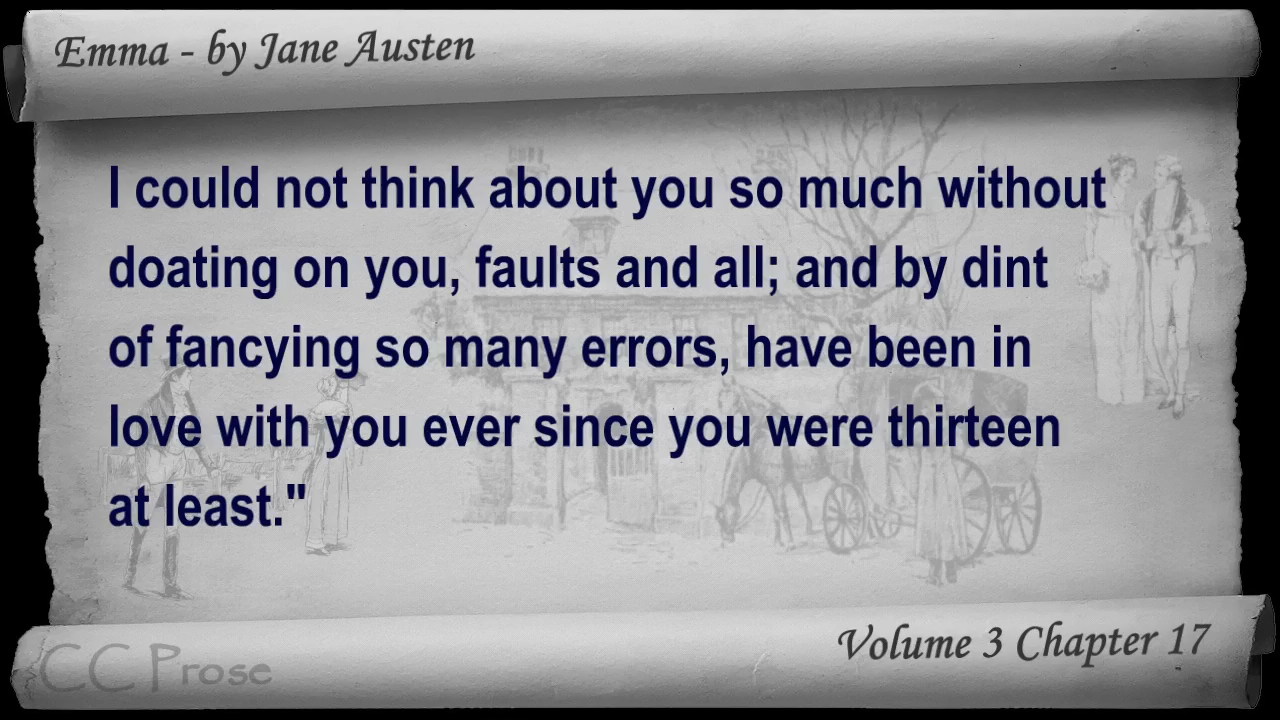 Emma - by Jane Austen
I could not think about you so much without
doating on you, faults and all; and by dint
of fancying so many errors, have been in
love with you ever since you were thirteen
at least."
Volume 3 Chapter 17
CC Prose